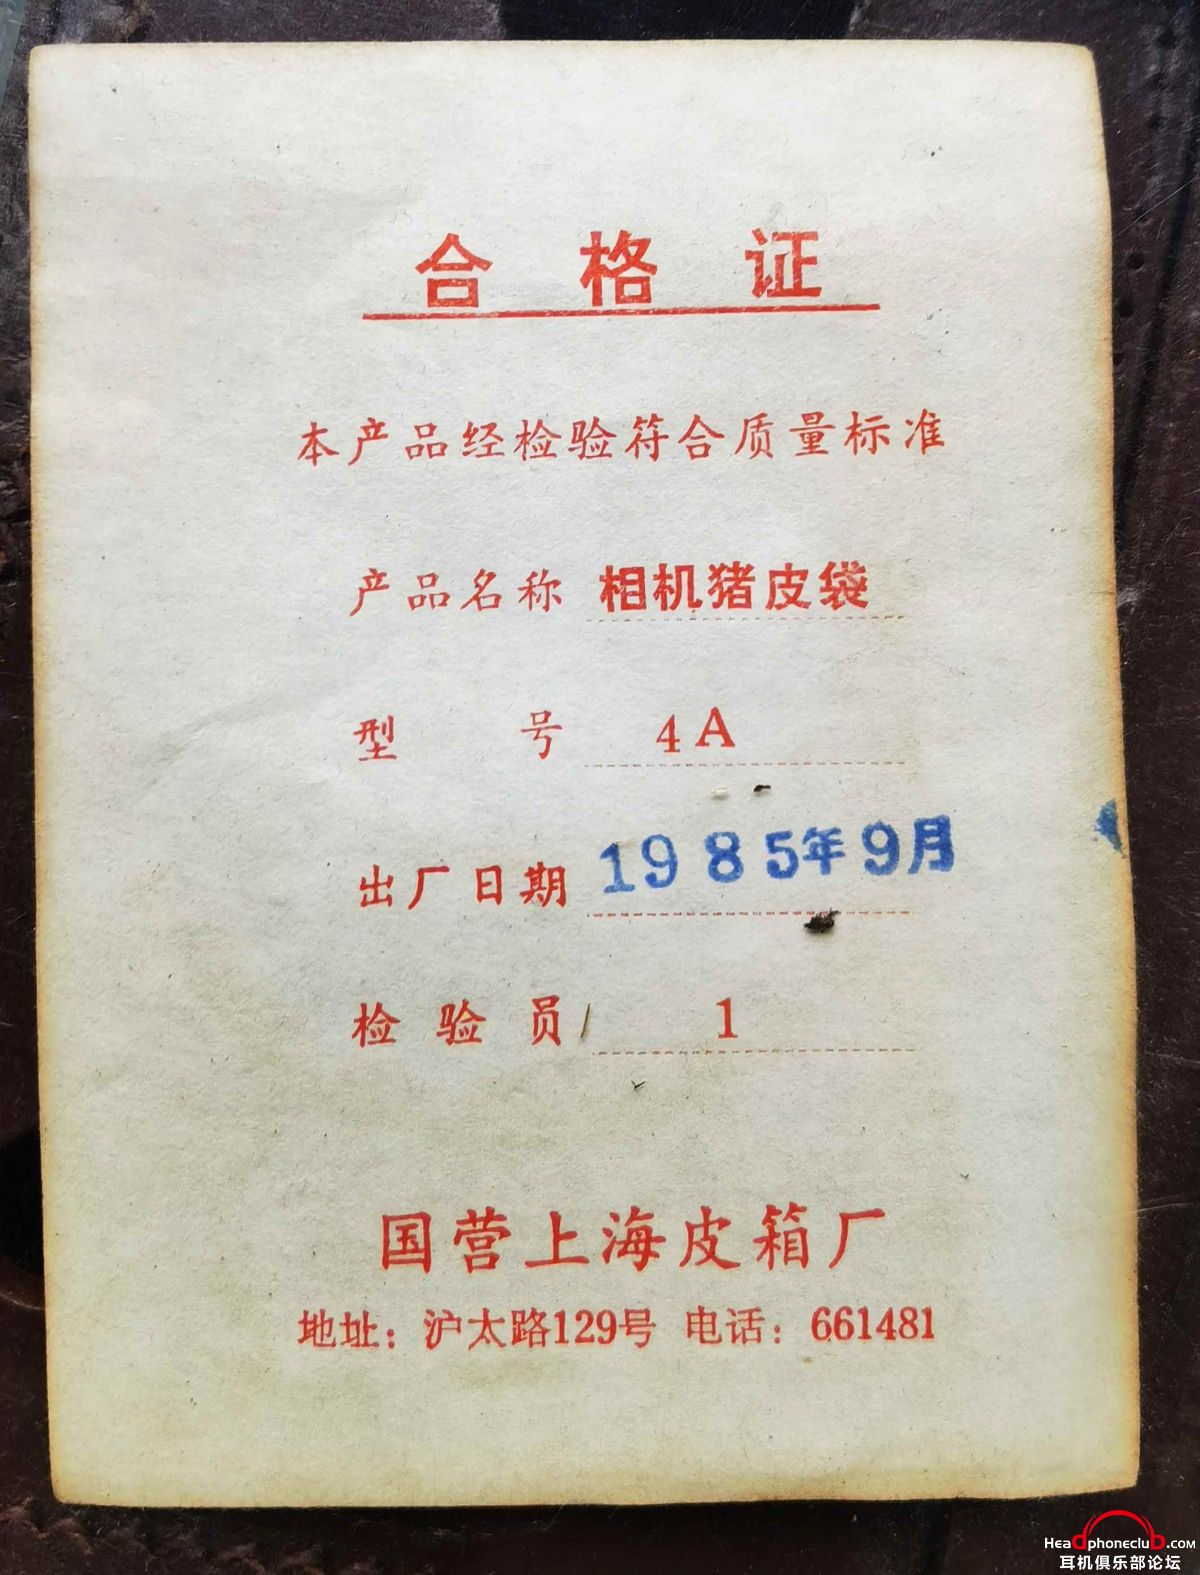 合格证
本产品经检验符合质量标准
产品名称 相机猪皮袋
型号 4A
出厂日期 1985年9月
检验员 1
国营上海皮箱厂
地址：沪太路129号 电话：661481
Headphoneclub.com
耳机俱乐部论坛